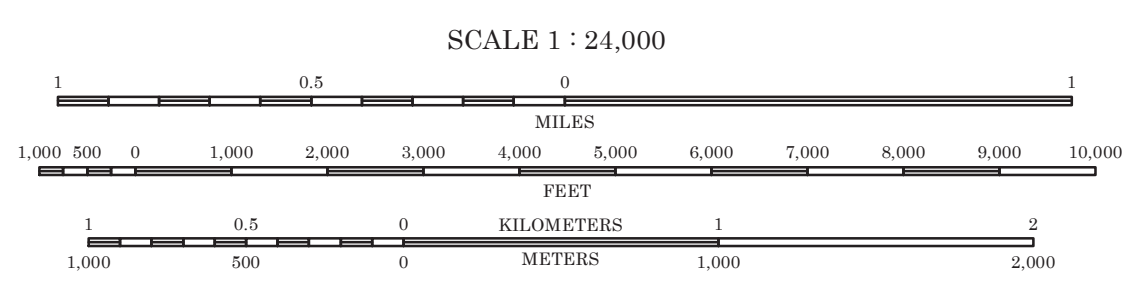 SCALE 1 : 24,000
1 0.5 0 1
MILES
1,000 500 0 1,000 2,000 3,000 4,000 5,000 6,000 7,000 8,000 9,000 10,000
FEET
1 0.5 0 KILOMETERS 1 2
1,000 500 0 METERS 1,000 2,000